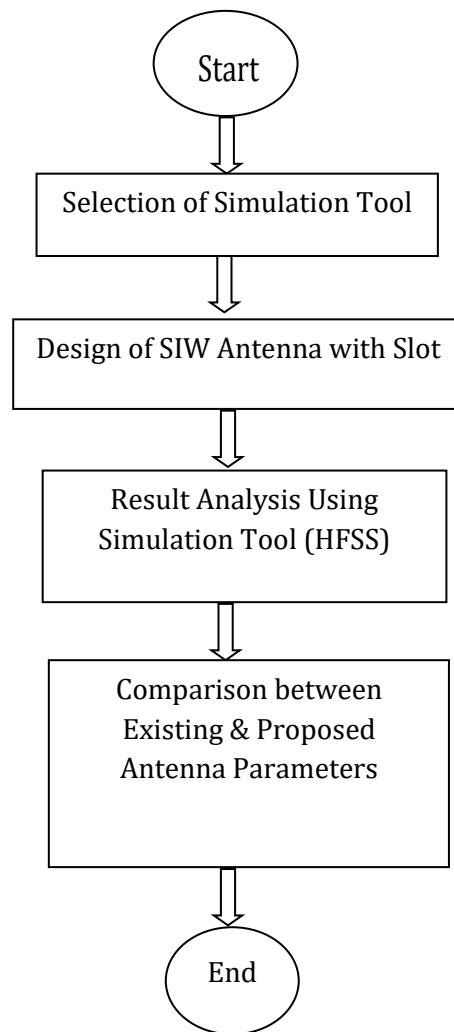 Start
Selection of Simulation Tool
Design of SIW Antenna with Slot
Result Analysis Using
Simulation Tool (HFSS)
Comparison between
Existing & Proposed
Antenna Parameters
End